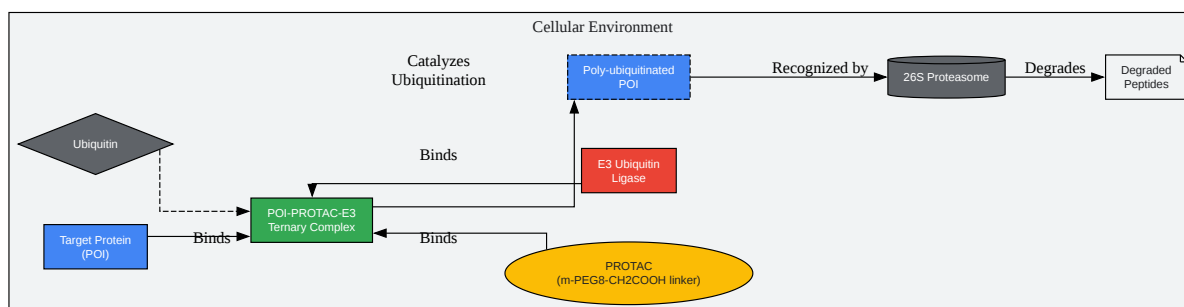 Cellular Environment
Catalyzes
Ubiquitination
Poly-ubiquitinated
POI
Recognized by
26S Proteasome
Degrades
Degraded
Peptides
Ubiquitin
Binds
E3 Ubiquitin
Ligase
POI-PROTAC-E3
Ternary Complex
Target Protein
(POI)
Binds
Binds
PROTAC
(m-PEG8-CH2COOH linker)